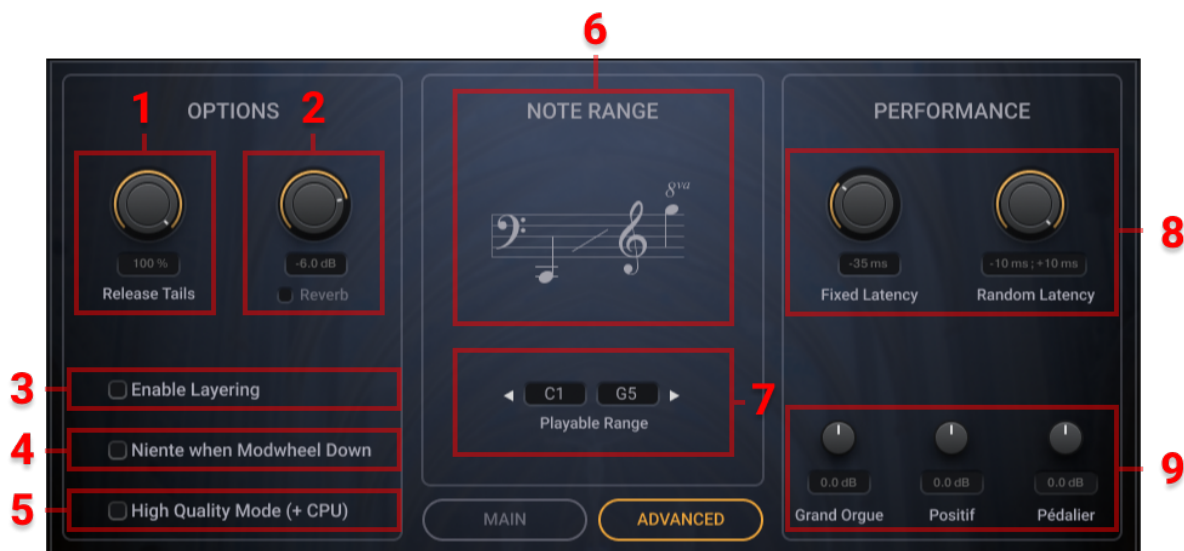 6
OPTIONS
1
2
100 %
-6.0 dB
Release Tails
Reverb
3
Enable Layering
4
Niente when Modwheel Down
5
High Quality Mode (+ CPU)
NOTE RANGE
8va
C1 G5
7
Playable Range
MAIN
ADVANCED
PERFORMANCE
-35 ms
-10 ms ; +10 ms
8
Fixed Latency
Random Latency
0.0 dB
0.0 dB
0.0 dB
9
Grand Orgue
Positif
Pédalier